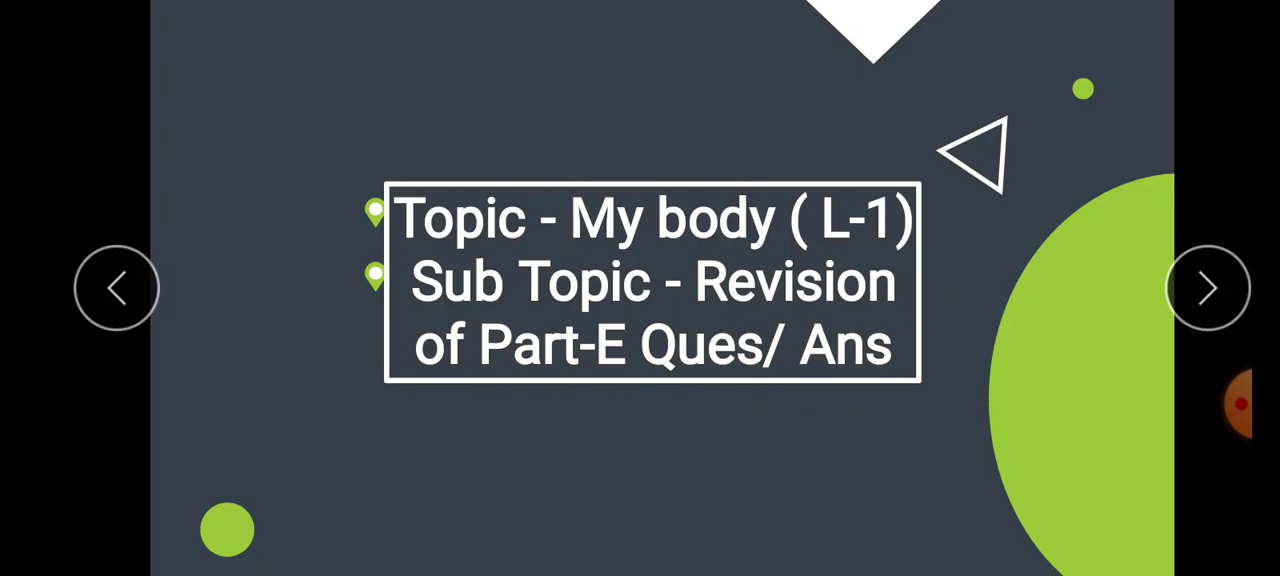 Topic - My body ( L-1)
Sub Topic - Revision
of Part-E Ques/ Ans